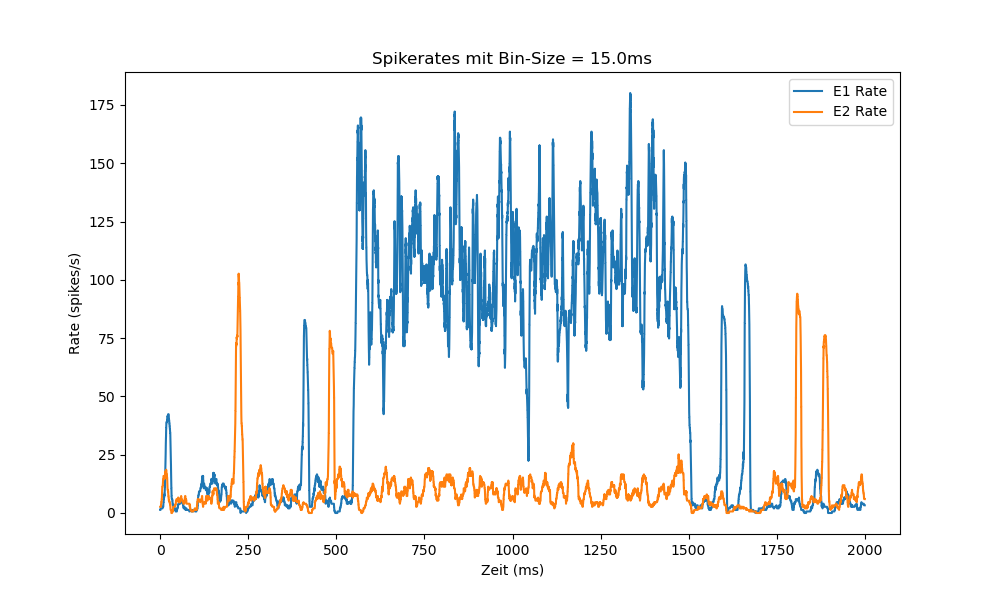 Spikerates mit Bin-Size = 15.0ms
E1 Rate
E2 Rate
Rate (spikes/s)
175
150
125
100
75
50
25
0
0 250 500 750 1000 1250 1500 1750 2000
Zeit (ms)